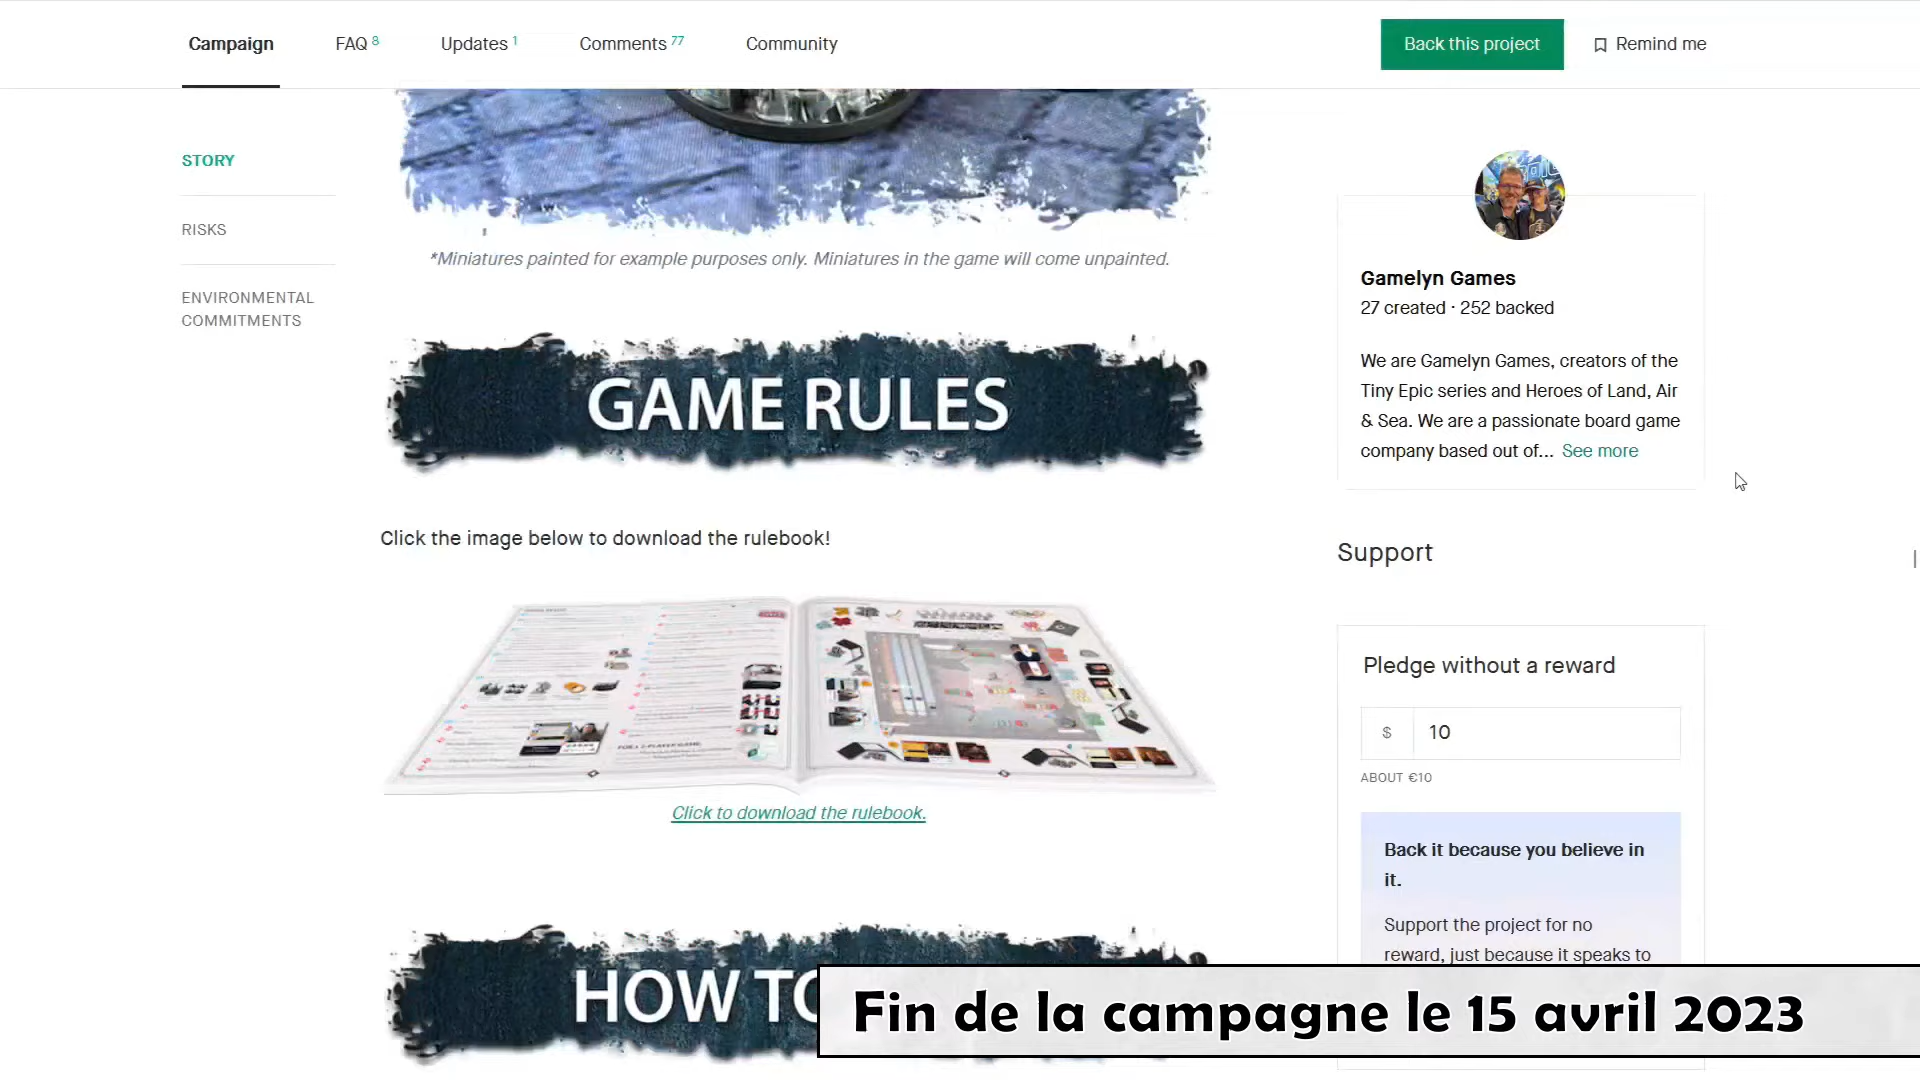 Campaign
FAQ 8
Updates 1
Comments 77
Community
Back this project
Remind me
STORY
RISKS
ENVIRONMENTAL
COMMITMENTS
*Miniatures painted for example purposes only. Miniatures in the game will come unpainted.
GAME RULES
Click the image below to download the rulebook!
Click to download the rulebook.
HOW TO
Gamelyn Games
27 created · 252 backed
We are Gamelyn Games, creators of the
Tiny Epic series and Heroes of Land, Air
& Sea. We are a passionate board game
company based out of... See more
Support
Pledge without a reward
$ 10
ABOUT €10
Back it because you believe in
it.
Support the project for no
reward, just because it speaks to
Fin de la campagne le 15 avril 2023